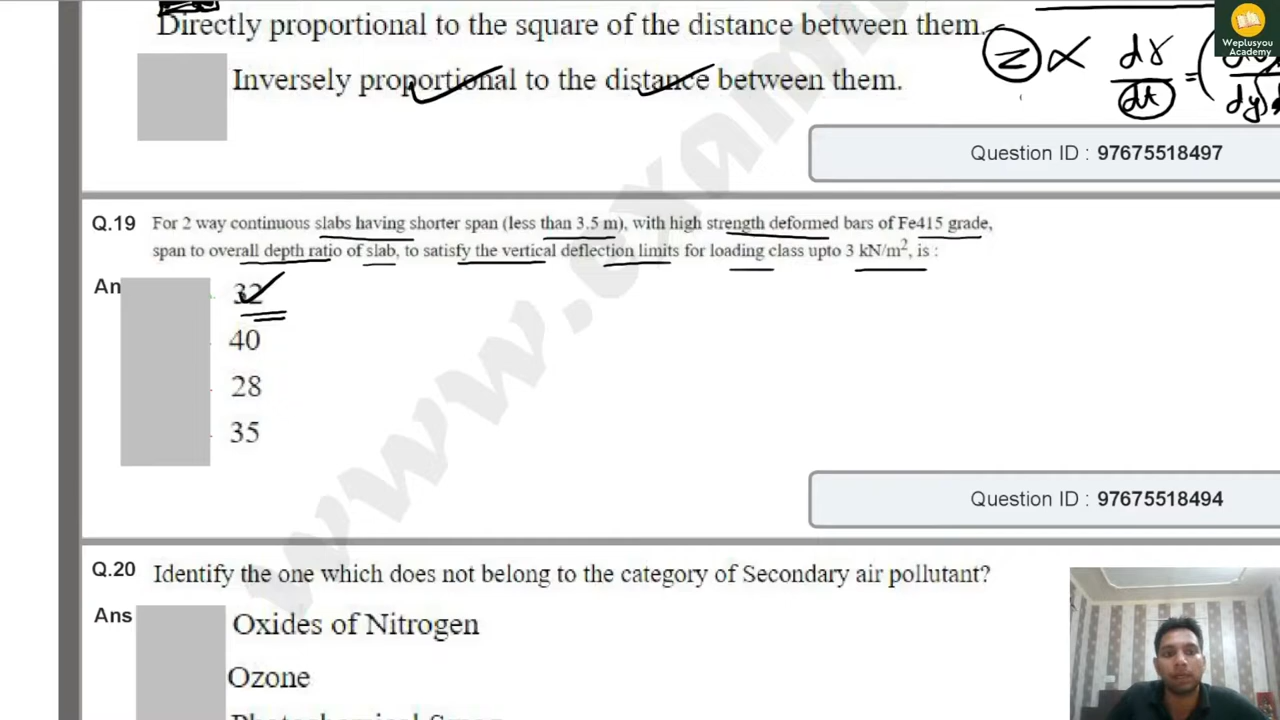 Directly proportional to the square of the distance between them.
Weplusyou
Academy
Inversely proportional to the distance between them.
z ∝ dγ/dt = (
Question ID : 97675518497
Q.19 For 2 way continuous slabs having shorter span (less than 3.5 m), with high strength deformed bars of Fe415 grade,
span to overall depth ratio of slab, to satisfy the vertical deflection limits for loading class upto 3 kN/m², is :
An
32
40
28
35
Question ID : 97675518494
Q.20 Identify the one which does not belong to the category of Secondary air pollutant?
Ans Oxides of Nitrogen
Ozone
www.exam